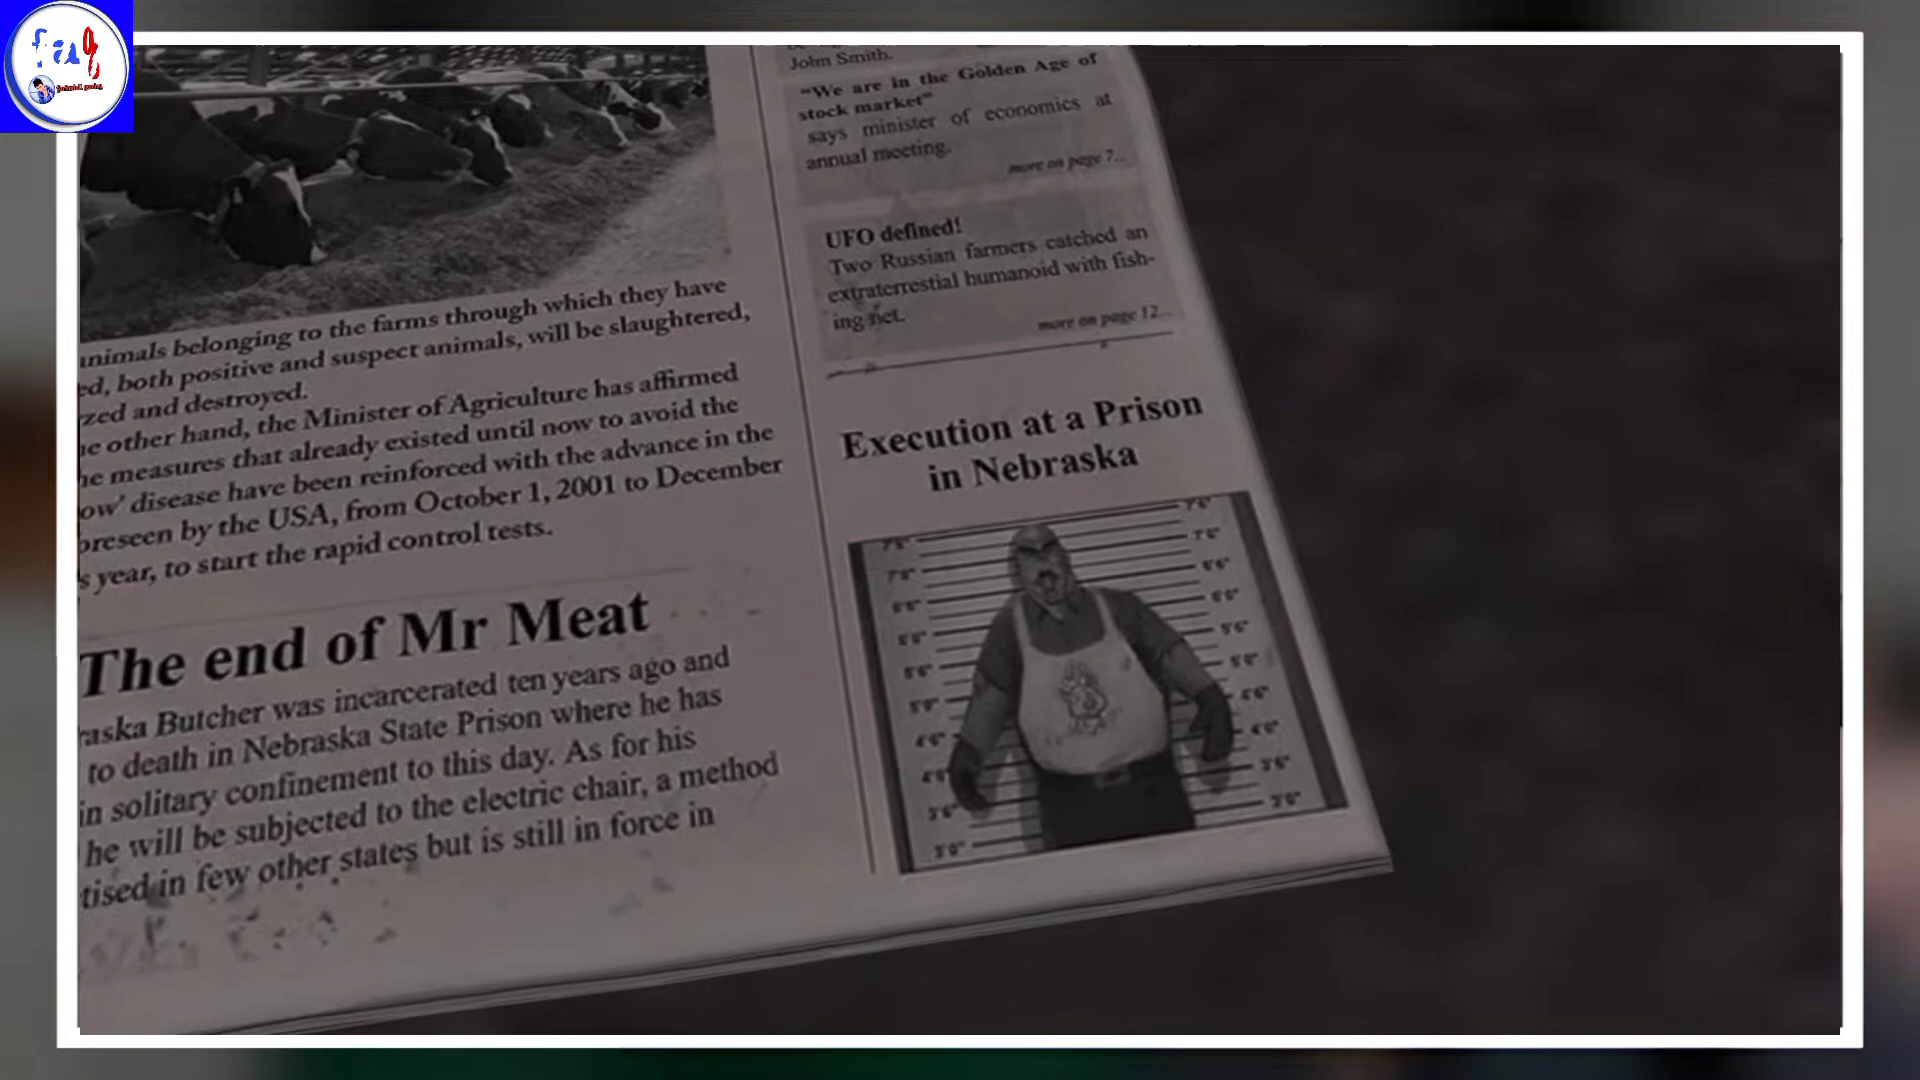 faq
John Smith.
"We are in the Golden Age of
stock market"
says minister of economics at
annual meeting.
more on page 7...
UFO defined!
Two Russian farmers catched an
extraterrestial humanoid with fish-
ing net.
more on page 12...
Execution at a Prison
in Nebraska
nimals belonging to the farms through which they have
ed, both positive and suspect animals, will be slaughtered,
zed and destroyed.
e other hand, the Minister of Agriculture has affirmed
he measures that already existed until now to avoid the
ow' disease have been reinforced with the advance in the
oreseen by the USA, from October 1, 2001 to December
s year, to start the rapid control tests.
The end of Mr Meat
raska Butcher was incarcerated ten years ago and
to death in Nebraska State Prison where he has
in solitary confinement to this day. As for his
he will be subjected to the electric chair, a method
tised in few other states but is still in force in